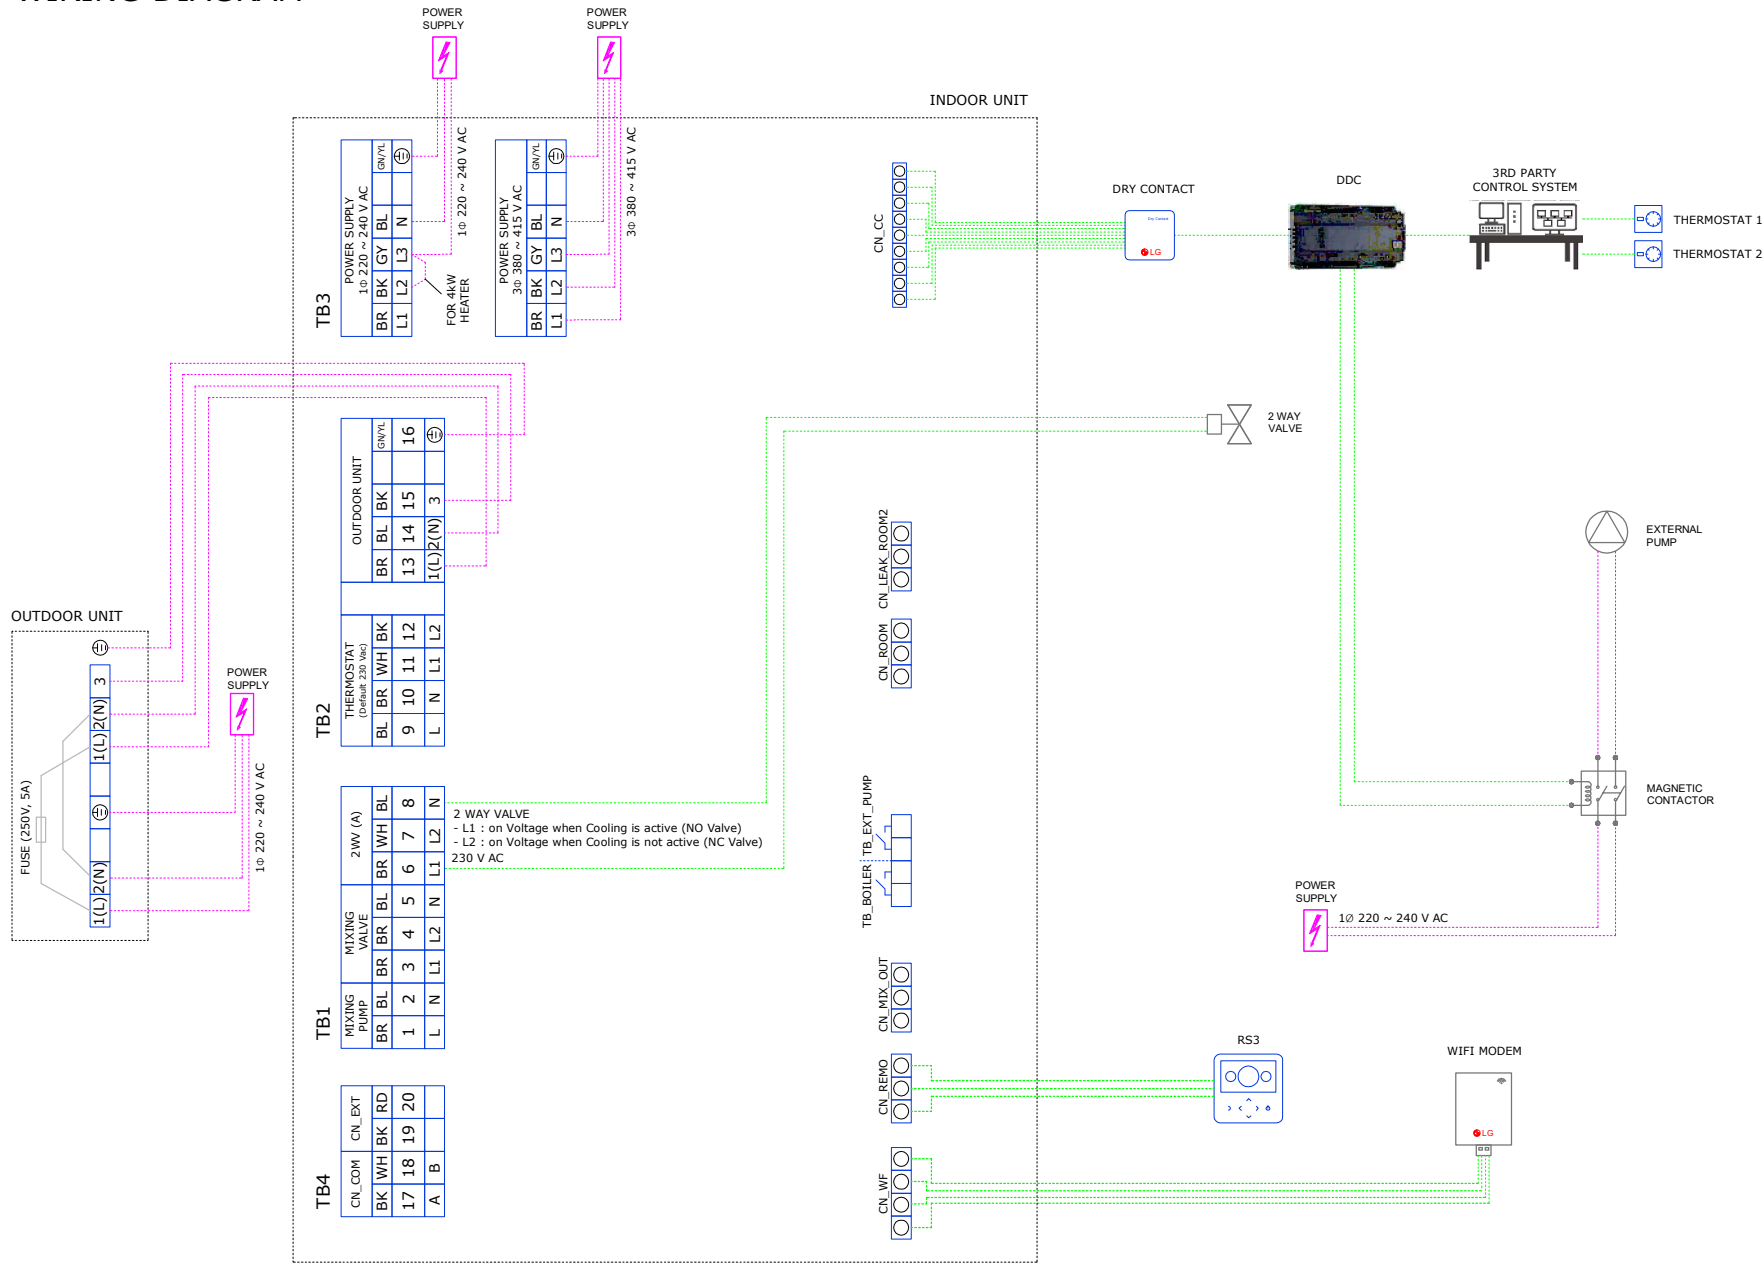 POWER
SUPPLY
POWER
SUPPLY
INDOOR UNIT
TB3
POWER SUPPLY
1Φ 220 ~ 240 V AC
BR BK GY BL GN/YL
L1 L2 L3 N
1Φ 220 ~ 240 V AC
FOR 4kW
HEATER
POWER SUPPLY
3Φ 380 ~ 415 V AC
BR BK GY BL GN/YL
L1 L2 L3 N
3Φ 380 ~ 415 V AC
CN_CC
DRY CONTACT
Dry Contact
LG
DDC
3RD PARTY
CONTROL SYSTEM
THERMOSTAT 1
THERMOSTAT 2
TB2
OUTDOOR UNIT
BR BL BK GN/YL
13 14 15 16
1(L) 2(N) 3
THERMOSTAT
(Default 230 Vac)
BL BR WH BK
9 10 11 12
L N L1 L2
2 WAY
VALVE
CN_LEAK_ROOM2
CN_ROOM
EXTERNAL
PUMP
OUTDOOR UNIT
3
2(N)
1(L)
2(N)
1(L)
FUSE (250V, 5A)
POWER
SUPPLY
1Φ 220 ~ 240 V AC
TB1
2WV (A)
BR WH BL
6 7 8
L1 L2 N
MIXING
VALVE
BR BR BL
3 4 5
L1 L2 N
MIXING
PUMP
BR BL
1 2
L N
2 WAY VALVE
- L1 : on Voltage when Cooling is active (NO Valve)
- L2 : on Voltage when Cooling is not active (NC Valve)
230 V AC
TB_EXT_PUMP
TB_BOILER
MAGNETIC
CONTACTOR
POWER
SUPPLY
1Ø 220 ~ 240 V AC
CN_MIX_OUT
CN_REMO
RS3
WIFI MODEM
LG
CN_WF
TB4
CN_EXT
BK RD
19 20
CN_COM
BK WH
17 18
A B